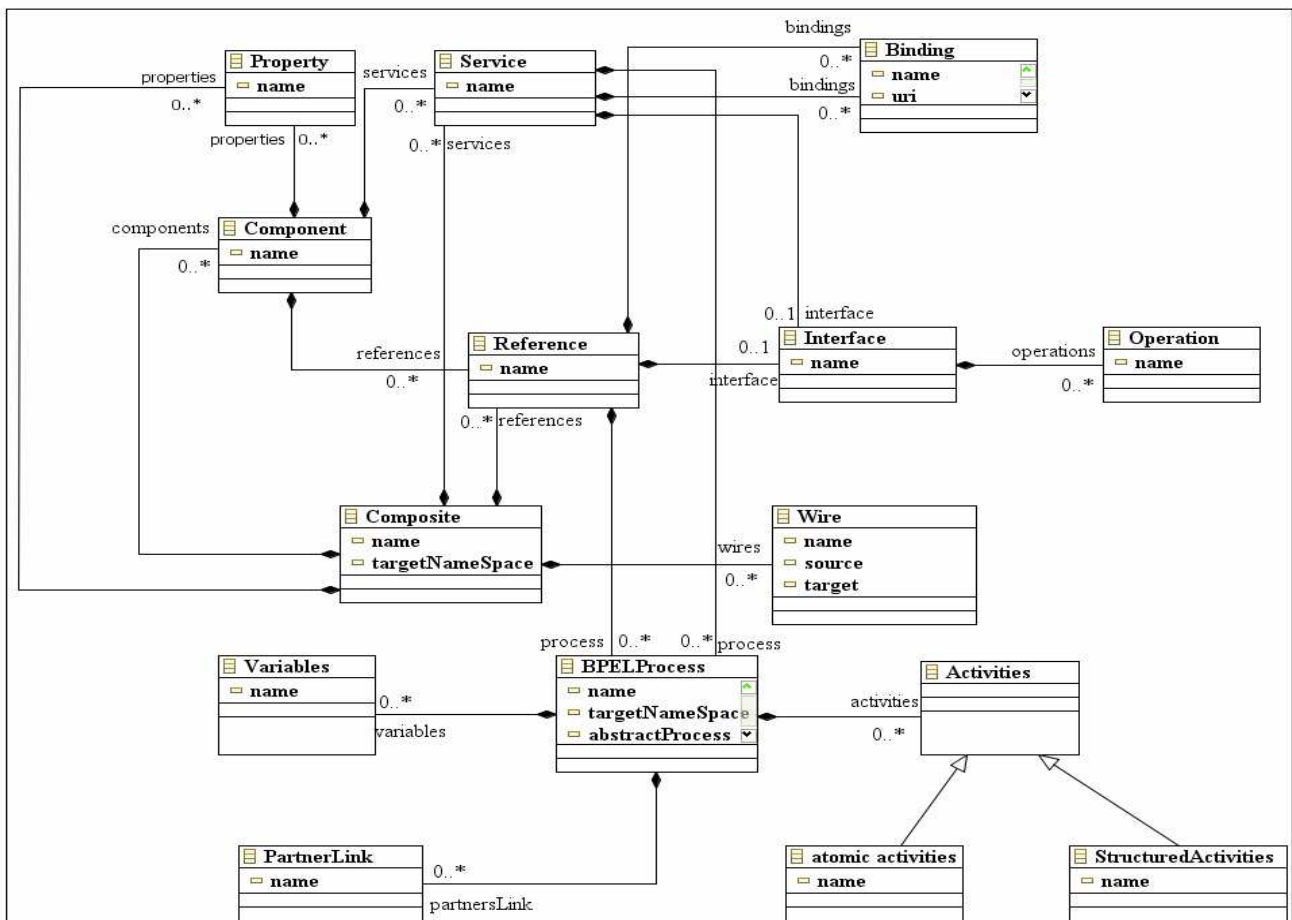 bindings
Property
name
properties
0..*
Service
name
services
0..*
Binding
name
uri
0..*
bindings
0..*
properties
0..*
0..*
services
components
0..*
Component
name
0..1
interface
Reference
name
references
0..*
0..1
interface
Interface
name
operations
0..*
Operation
name
0..*
references
Composite
name
targetNameSpace
wires
0..*
Wire
name
source
target
process
0..*
0..*
process
Variables
name
0..*
variables
BPELProcess
name
targetNameSpace
abstractProcess
activities
0..*
Activities
PartnerLink
name
0..*
partnersLink
atomic activities
name
StructuredActivities
name